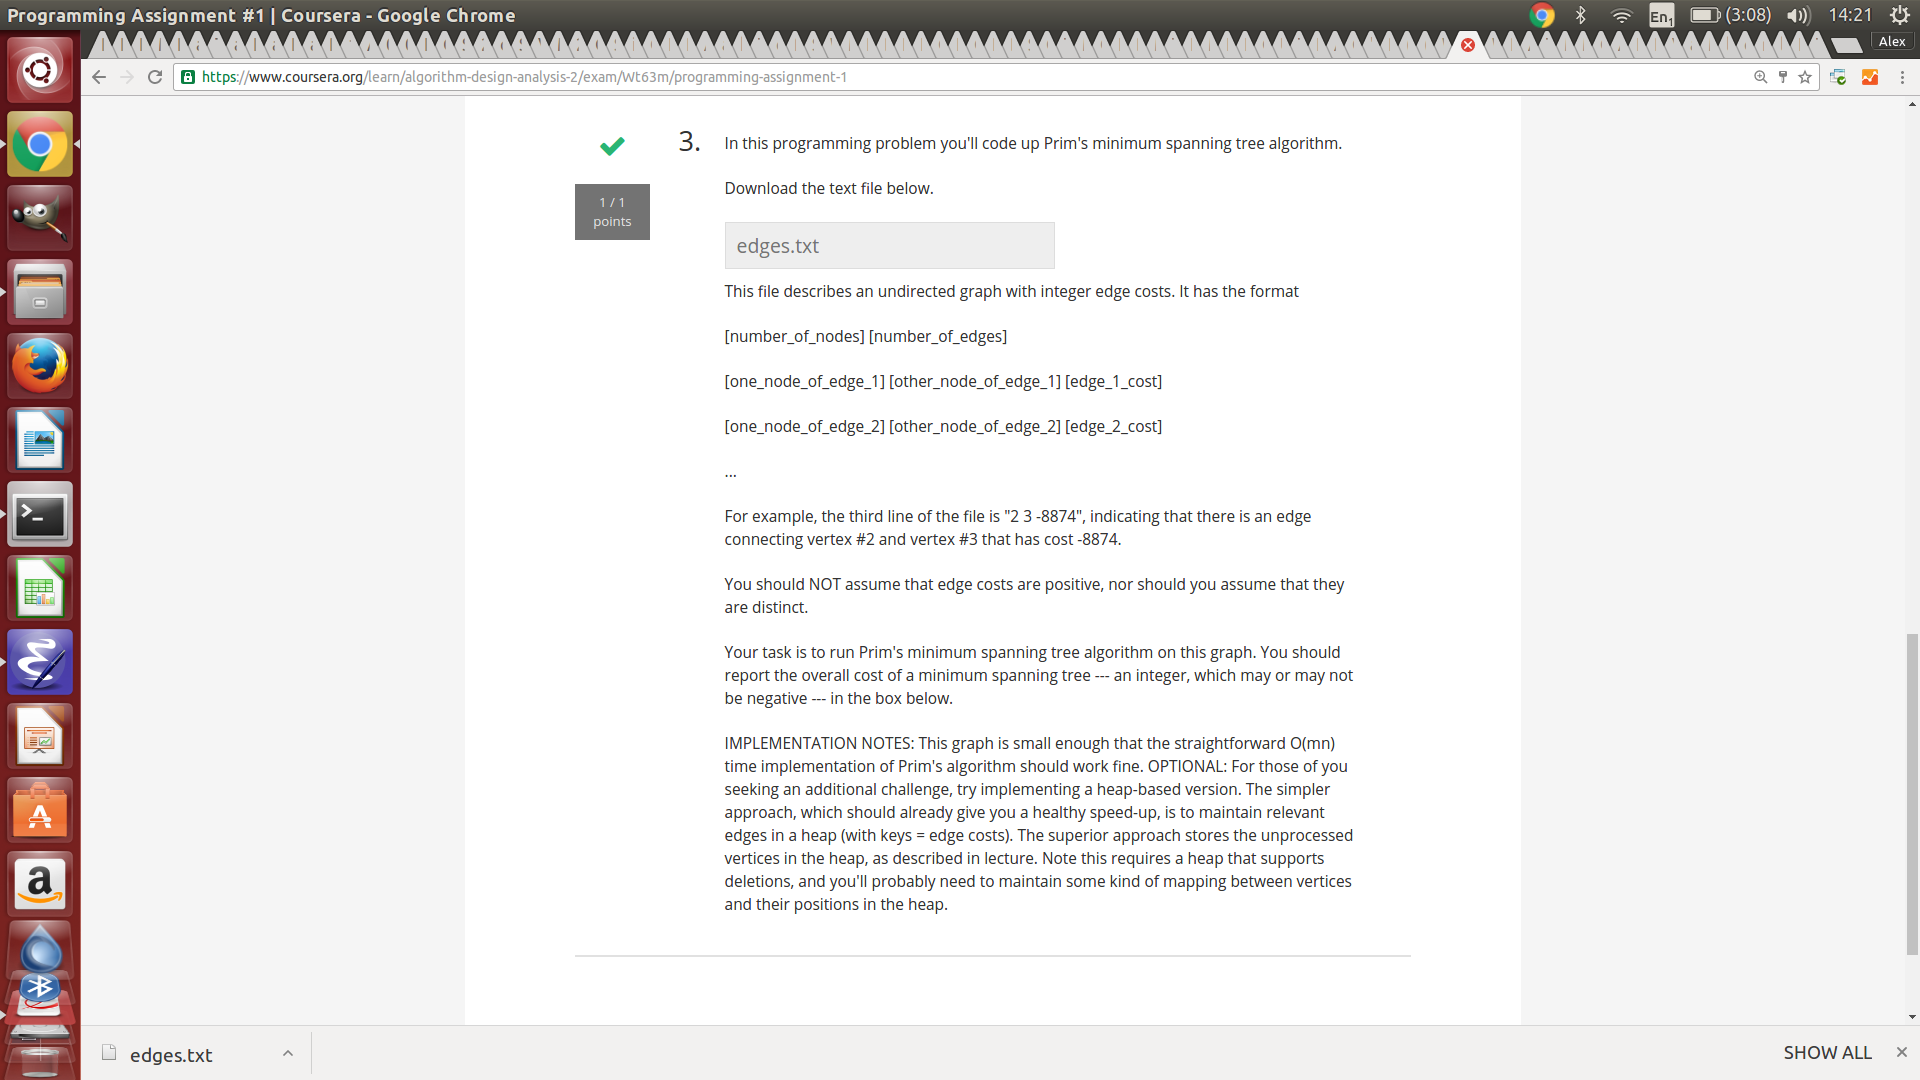 Programming Assignment #1 | Coursera - Google Chrome
En1
(3:08)
14:21
Alex
https://www.coursera.org/learn/algorithm-design-analysis-2/exam/Wt63m/programming-assignment-1
3.
In this programming problem you'll code up Prim's minimum spanning tree algorithm.
1 / 1
points
Download the text file below.
edges.txt
This file describes an undirected graph with integer edge costs. It has the format
[number_of_nodes] [number_of_edges]
[one_node_of_edge_1] [other_node_of_edge_1] [edge_1_cost]
[one_node_of_edge_2] [other_node_of_edge_2] [edge_2_cost]
...
For example, the third line of the file is "2 3 -8874", indicating that there is an edge
connecting vertex #2 and vertex #3 that has cost -8874.
You should NOT assume that edge costs are positive, nor should you assume that they
are distinct.
Your task is to run Prim's minimum spanning tree algorithm on this graph. You should
report the overall cost of a minimum spanning tree --- an integer, which may or may not
be negative --- in the box below.
IMPLEMENTATION NOTES: This graph is small enough that the straightforward O(mn)
time implementation of Prim's algorithm should work fine. OPTIONAL: For those of you
seeking an additional challenge, try implementing a heap-based version. The simpler
approach, which should already give you a healthy speed-up, is to maintain relevant
edges in a heap (with keys = edge costs). The superior approach stores the unprocessed
vertices in the heap, as described in lecture. Note this requires a heap that supports
deletions, and you'll probably need to maintain some kind of mapping between vertices
and their positions in the heap.
edges.txt
SHOW ALL